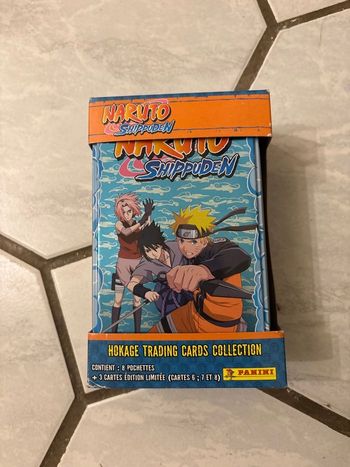 NARUTO
SHIPPUDEN
NARUTO
SHIPPUDEN
HOKAGE TRADING CARDS COLLECTION
CONTIENT : 8 POCHETTES
+ 3 CARTES ÉDITION LIMITÉE (CARTES 6 ; 7 ET 8)
PANINI